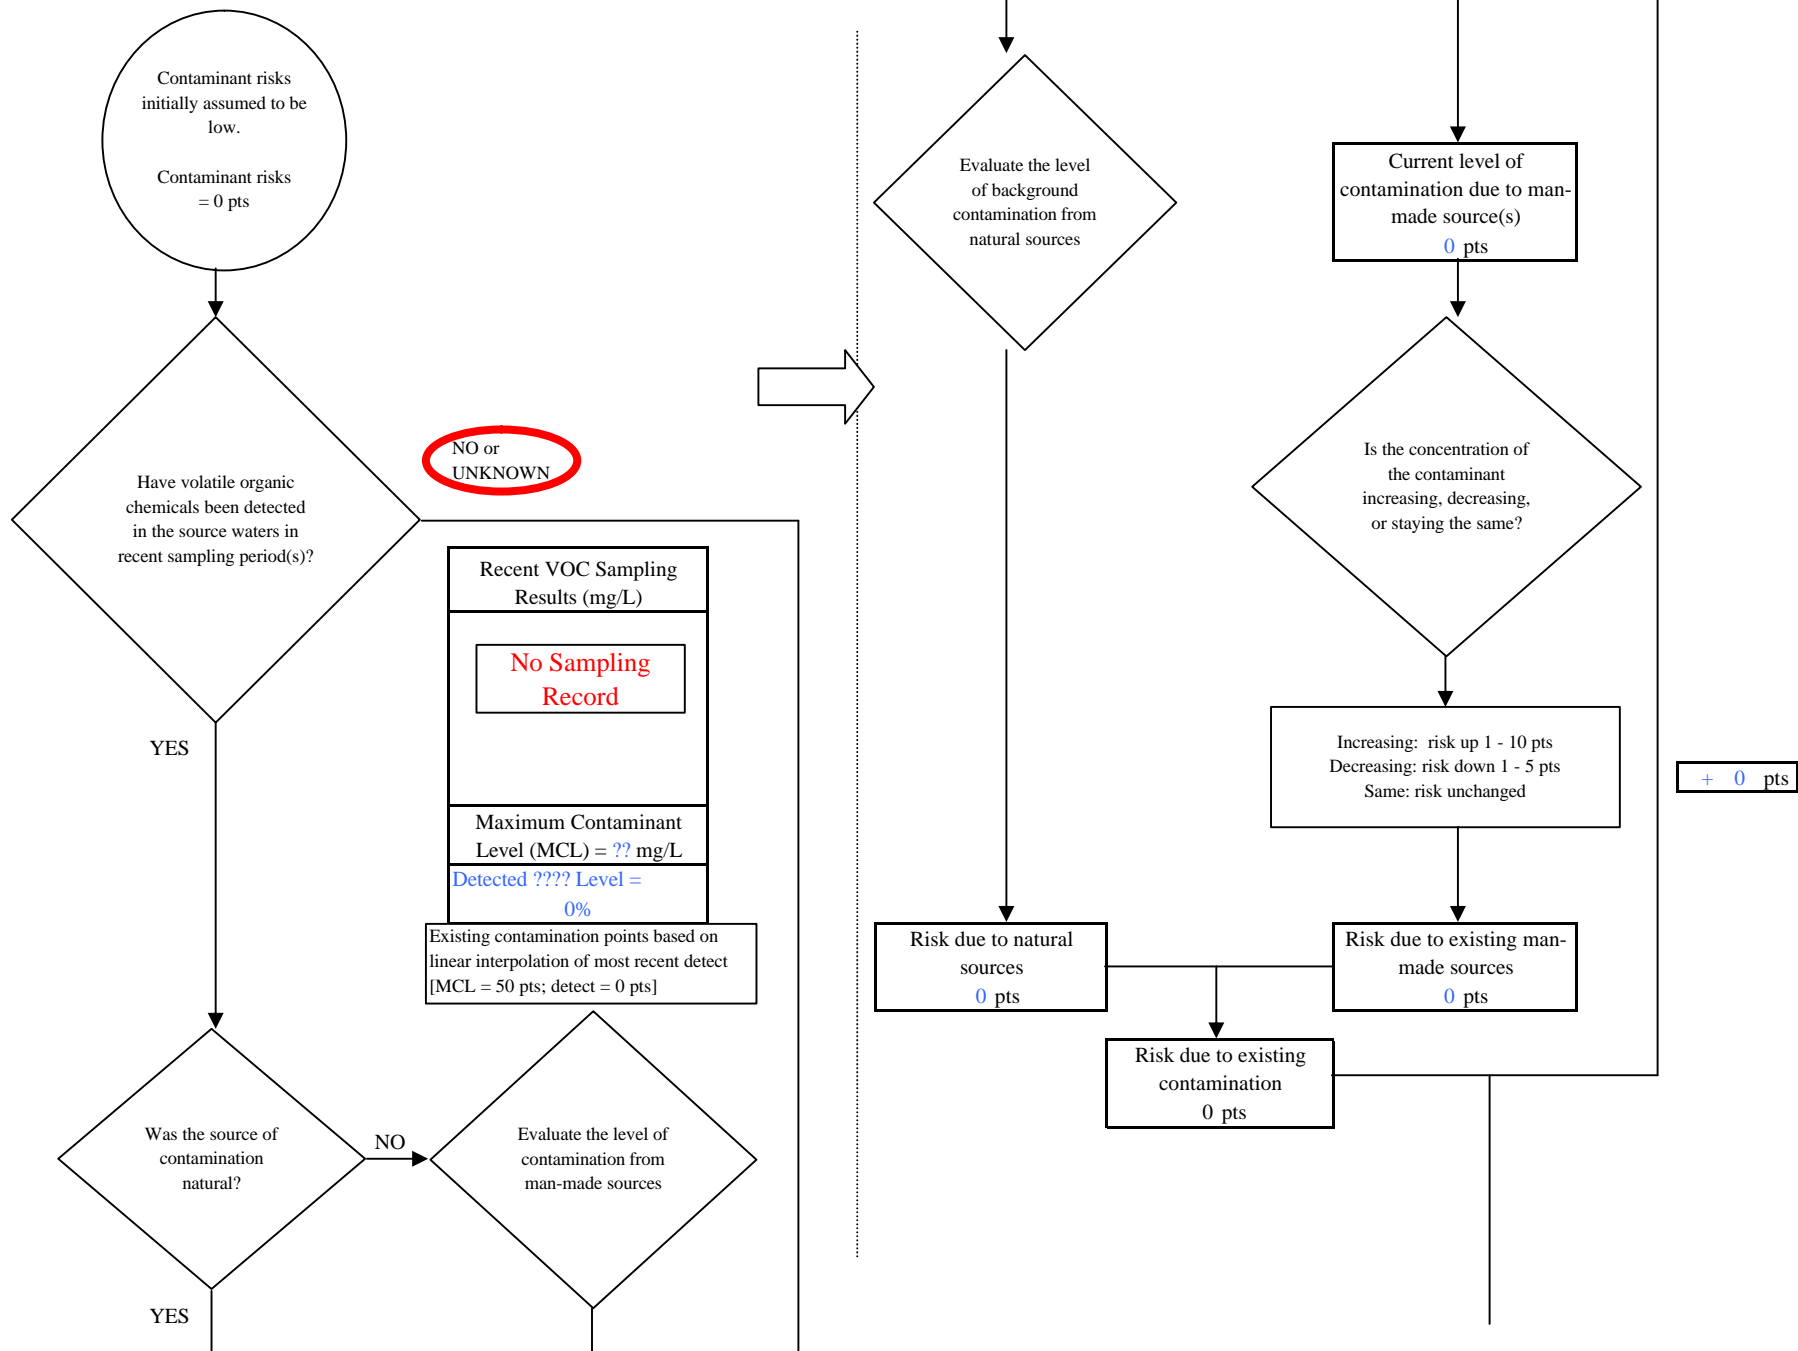 Contaminant risks
initially assumed to be
low.
Contaminant risks
= 0 pts
Have volatile organic
chemicals been detected
in the source waters in
recent sampling period(s)?
NO or
UNKNOWN
YES
Recent VOC Sampling
Results (mg/L)
No Sampling
Record
Maximum Contaminant
Level (MCL) = ?? mg/L
Detected ???? Level =
0%
Existing contamination points based on
linear interpolation of most recent detect
[MCL = 50 pts; detect = 0 pts]
Was the source of
contamination
natural?
NO
Evaluate the level of
contamination from
man-made sources
YES
Evaluate the level
of background
contamination from
natural sources
Current level of
contamination due to man-
made source(s)
0 pts
Is the concentration of
the contaminant
increasing, decreasing,
or staying the same?
Increasing: risk up 1 - 10 pts
Decreasing: risk down 1 - 5 pts
Same: risk unchanged
+ 0 pts
Risk due to natural
sources
0 pts
Risk due to existing man-
made sources
0 pts
Risk due to existing
contamination
0 pts